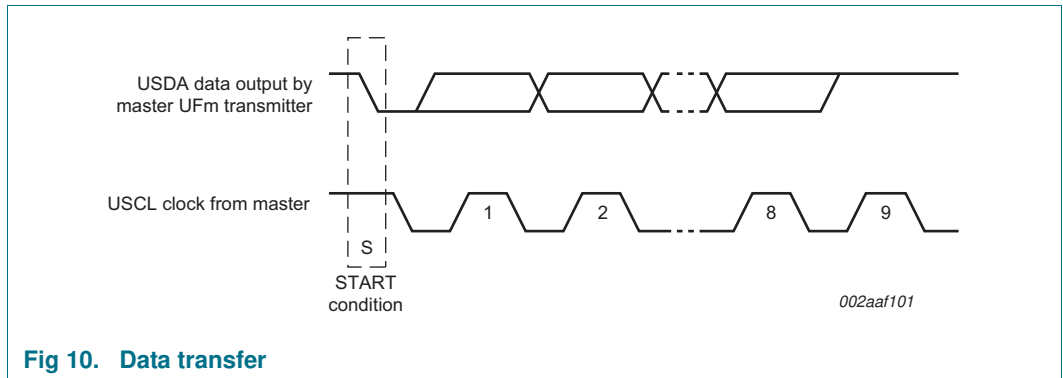 USDA data output by
master UFm transmitter
USCL clock from master
1
2
8
9
S
START
condition
002aaf101
Fig 10. Data transfer